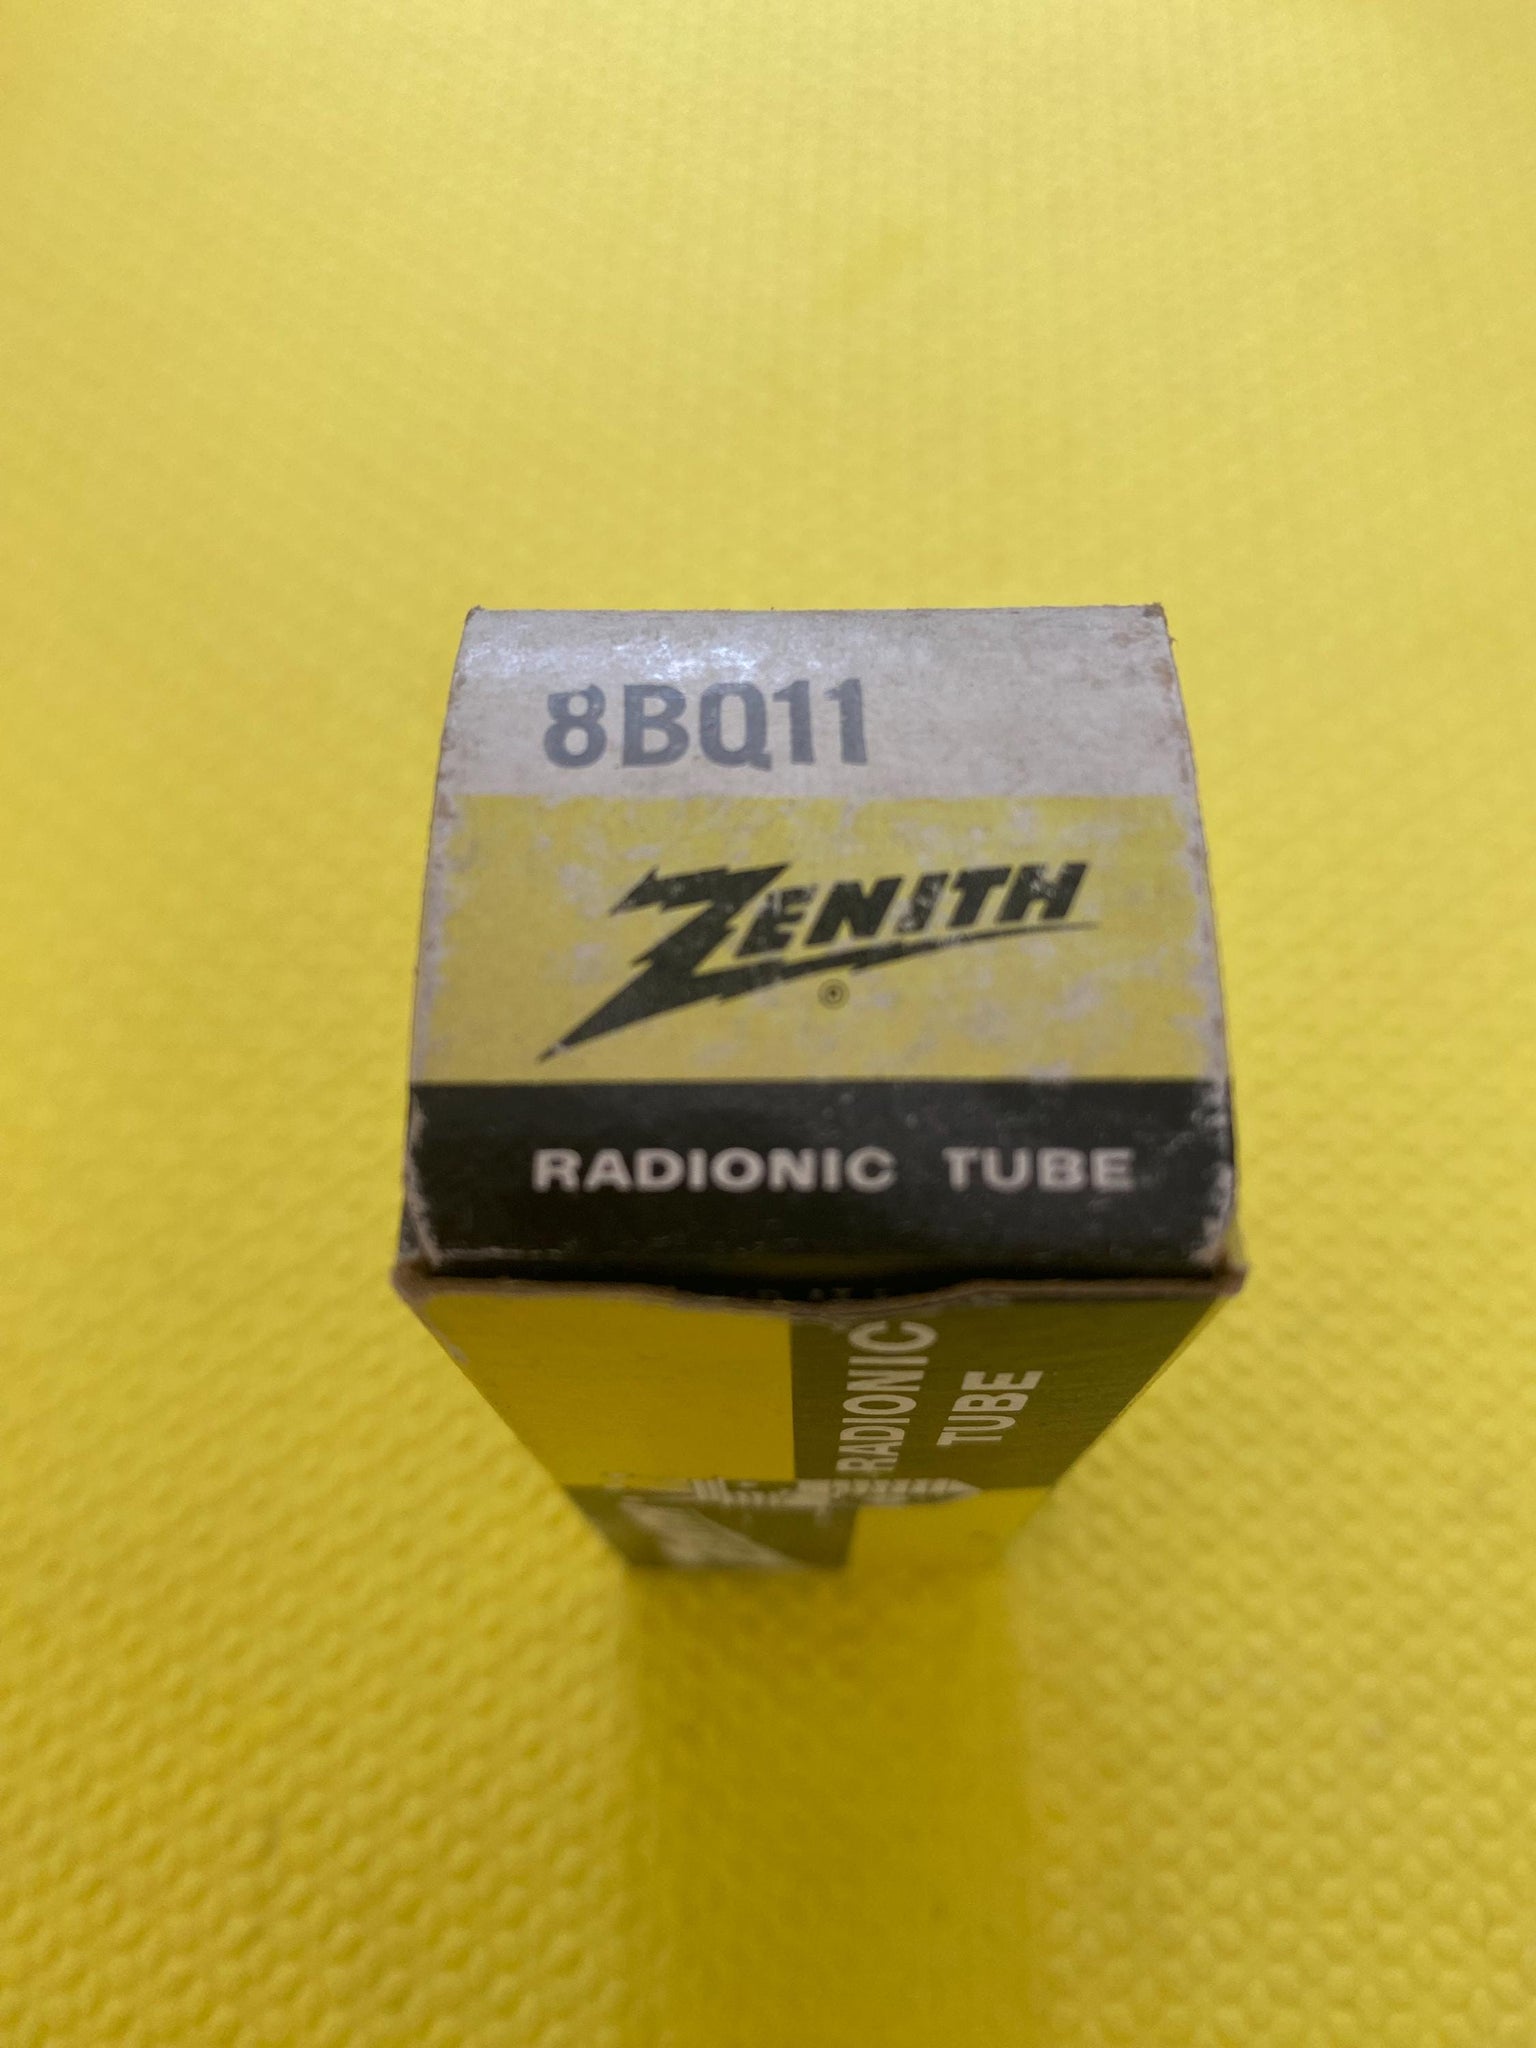 8BQ11
ZENITH
®
RADIONIC TUBE
RADIONIC
TUBE